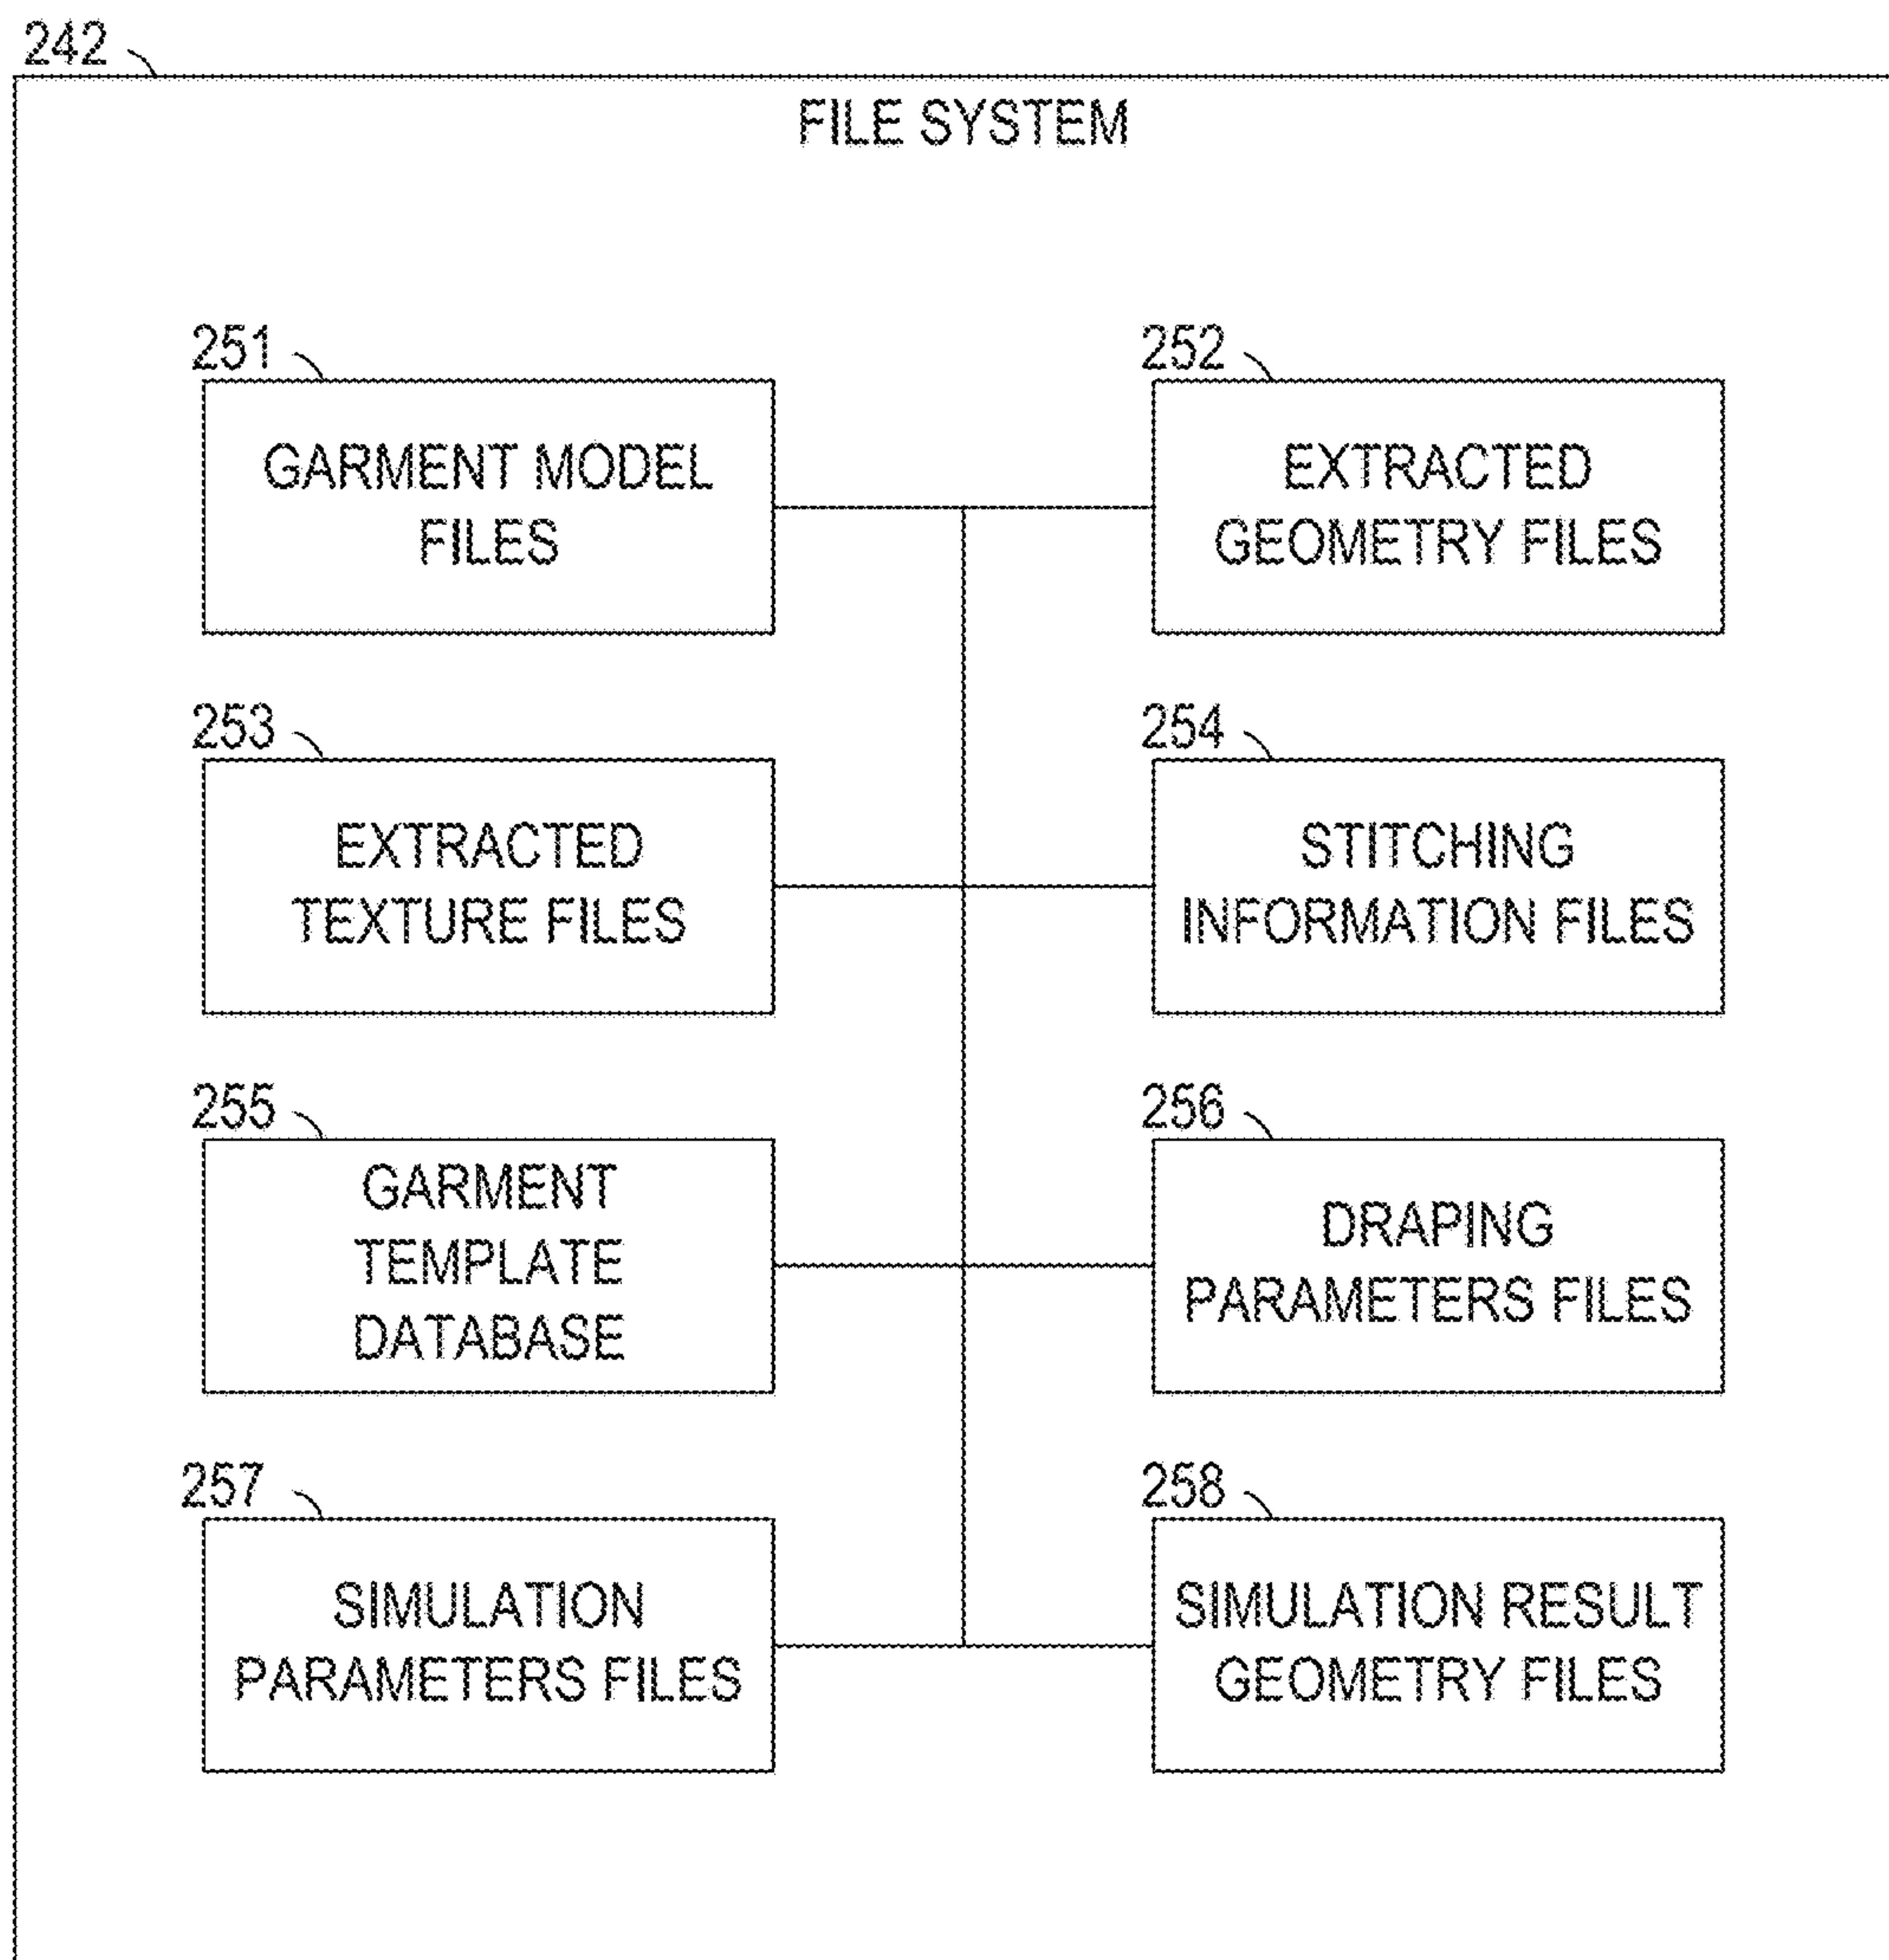 242
FILE SYSTEM
251
GARMENT MODEL
FILES
252
EXTRACTED
GEOMETRY FILES
253
EXTRACTED
TEXTURE FILES
254
STITCHING
INFORMATION FILES
255
GARMENT
TEMPLATE
DATABASE
256
DRAPING
PARAMETERS FILES
257
SIMULATION
PARAMETERS FILES
258
SIMULATION RESULT
GEOMETRY FILES